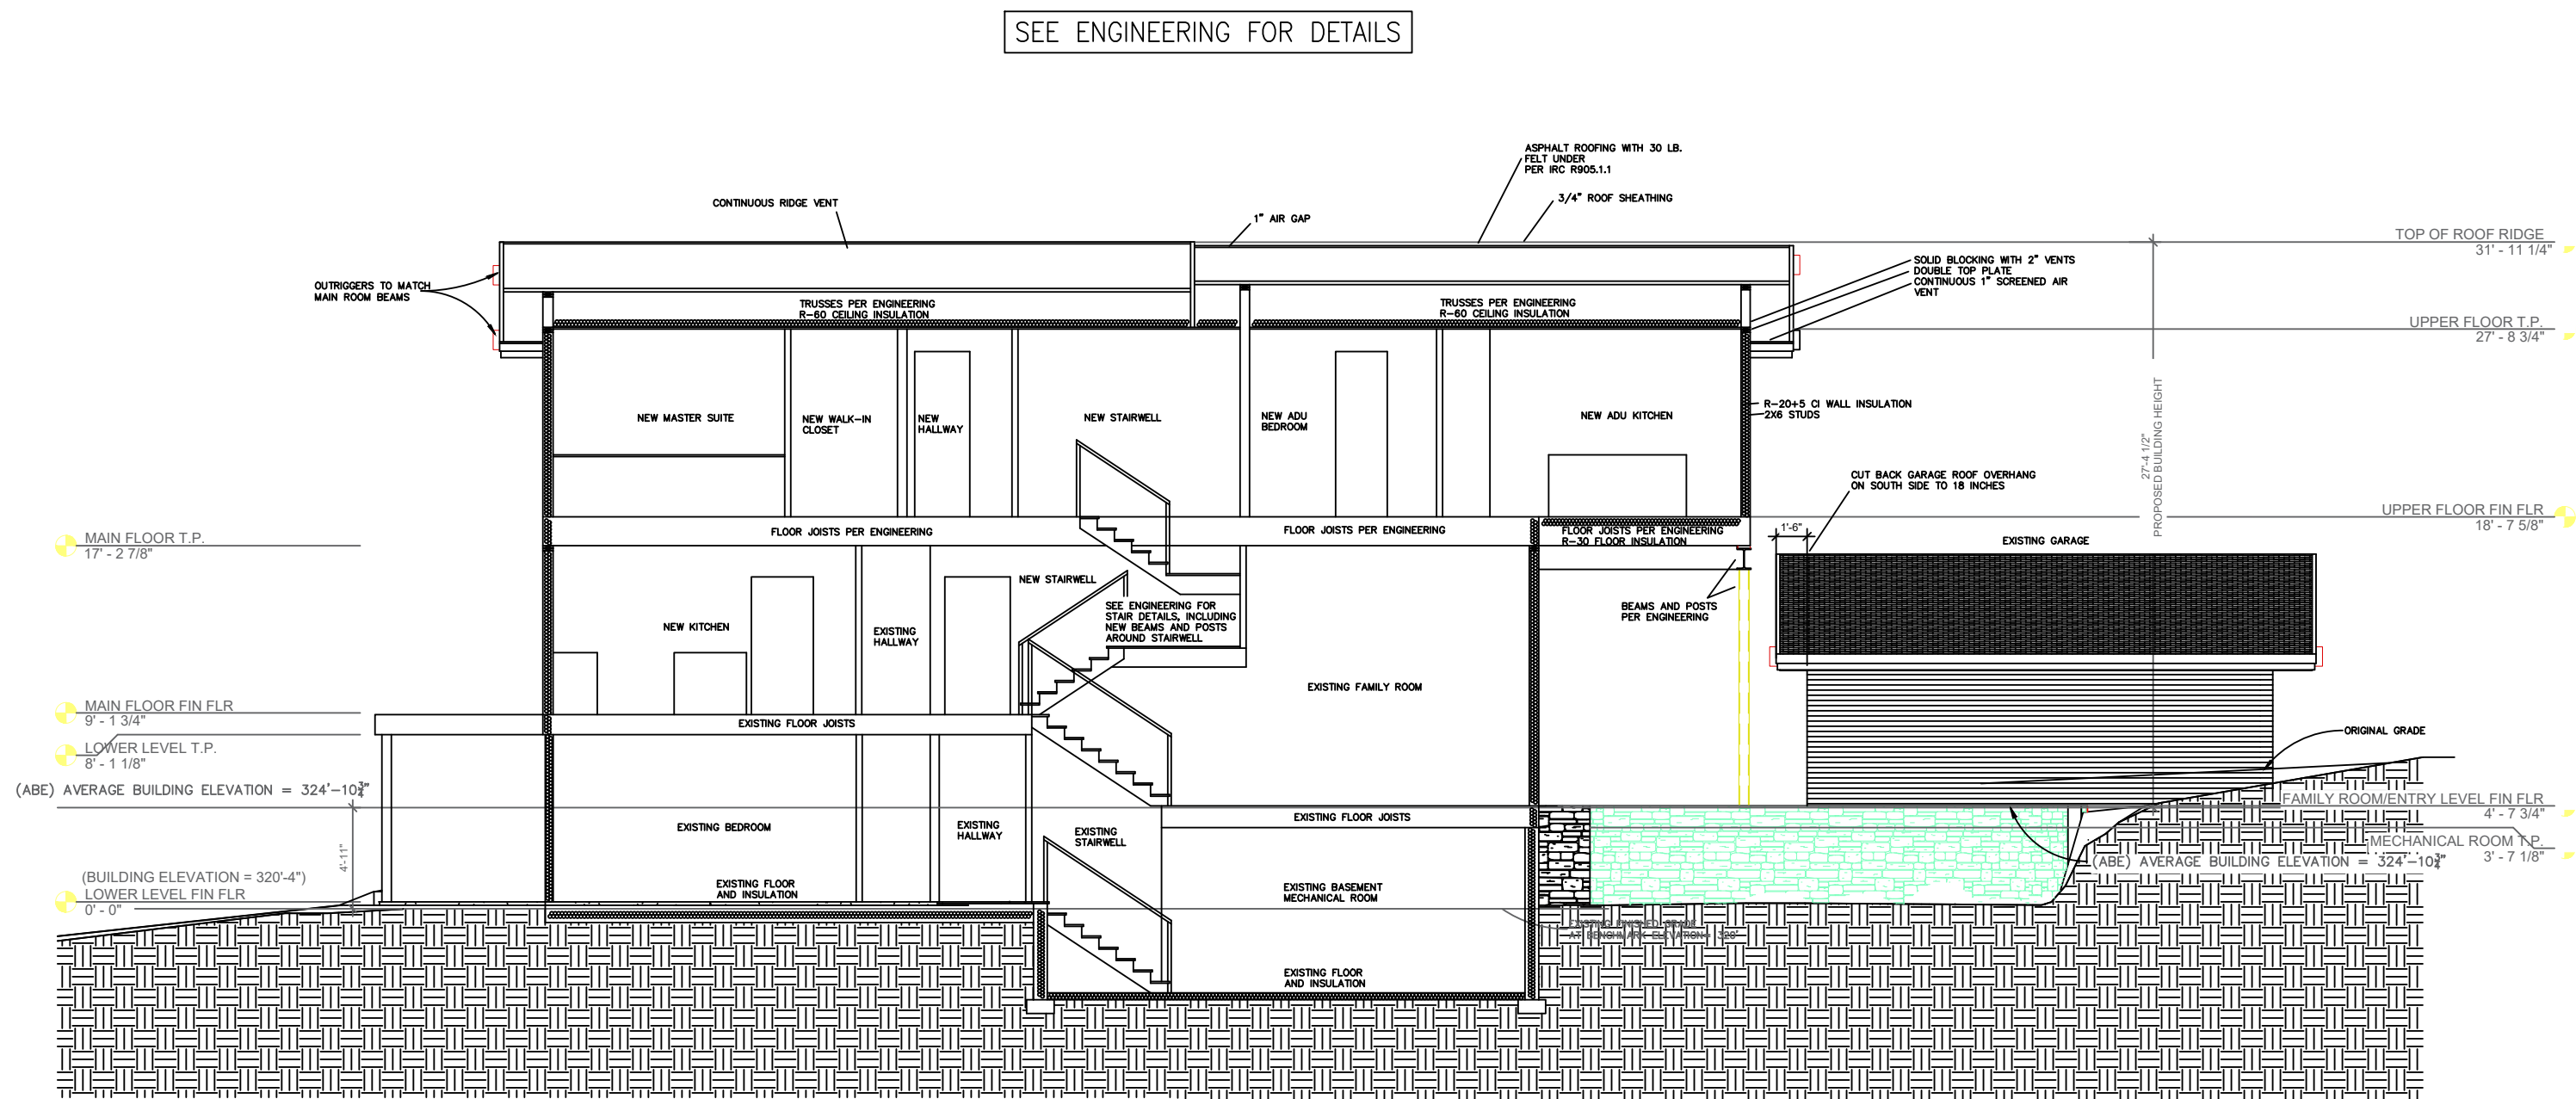 SEE ENGINEERING FOR DETAILS
ASPHALT ROOFING WITH 30 LB.
FELT UNDER
PER IRC R905.1.1
3/4" ROOF SHEATHING
CONTINUOUS RIDGE VENT
1" AIR GAP
TOP OF ROOF RIDGE
31' - 11 1/4"
SOLID BLOCKING WITH 2" VENTS
DOUBLE TOP PLATE
CONTINUOUS 1" SCREENED AIR
VENT
OUTRIGGERS TO MATCH
MAIN ROOM BEAMS
TRUSSES PER ENGINEERING
R-60 CEILING INSULATION
TRUSSES PER ENGINEERING
R-60 CEILING INSULATION
UPPER FLOOR T.P.
27' - 8 3/4"
R-20+5 CI WALL INSULATION
2X6 STUDS
NEW MASTER SUITE
NEW WALK-IN
CLOSET
NEW
HALLWAY
NEW STAIRWELL
NEW ADU
BEDROOM
NEW ADU KITCHEN
27'-4 1/2"
PROPOSED BUILDING HEIGHT
CUT BACK GARAGE ROOF OVERHANG
ON SOUTH SIDE TO 18 INCHES
UPPER FLOOR FIN FLR
18' - 7 5/8"
FLOOR JOISTS PER ENGINEERING
FLOOR JOISTS PER ENGINEERING
FLOOR JOISTS PER ENGINEERING
R-30 FLOOR INSULATION
1'-6"
EXISTING GARAGE
MAIN FLOOR T.P.
17' - 2 7/8"
NEW STAIRWELL
SEE ENGINEERING FOR
STAIR DETAILS, INCLUDING
NEW BEAMS AND POSTS
AROUND STAIRWELL
BEAMS AND POSTS
PER ENGINEERING
NEW KITCHEN
EXISTING
HALLWAY
EXISTING FAMILY ROOM
MAIN FLOOR FIN FLR
9' - 1 3/4"
EXISTING FLOOR JOISTS
ORIGINAL GRADE
LOWER LEVEL T.P.
8' - 1 1/8"
(ABE) AVERAGE BUILDING ELEVATION = 324'-10¾"
FAMILY ROOM/ENTRY LEVEL FIN FLR
4' - 7 3/4"
EXISTING FLOOR JOISTS
EXISTING BEDROOM
EXISTING
HALLWAY
EXISTING
STAIRWELL
MECHANICAL ROOM T.P.
3' - 7 1/8"
(ABE) AVERAGE BUILDING ELEVATION = 324'-10¾"
4'-11"
(BUILDING ELEVATION = 320'-4")
LOWER LEVEL FIN FLR
0' - 0"
EXISTING FLOOR
AND INSULATION
EXISTING BASEMENT
MECHANICAL ROOM
EXISTING FINISHED GRADE
AT BENCHMARK ELEVATION= 320'
EXISTING FLOOR
AND INSULATION